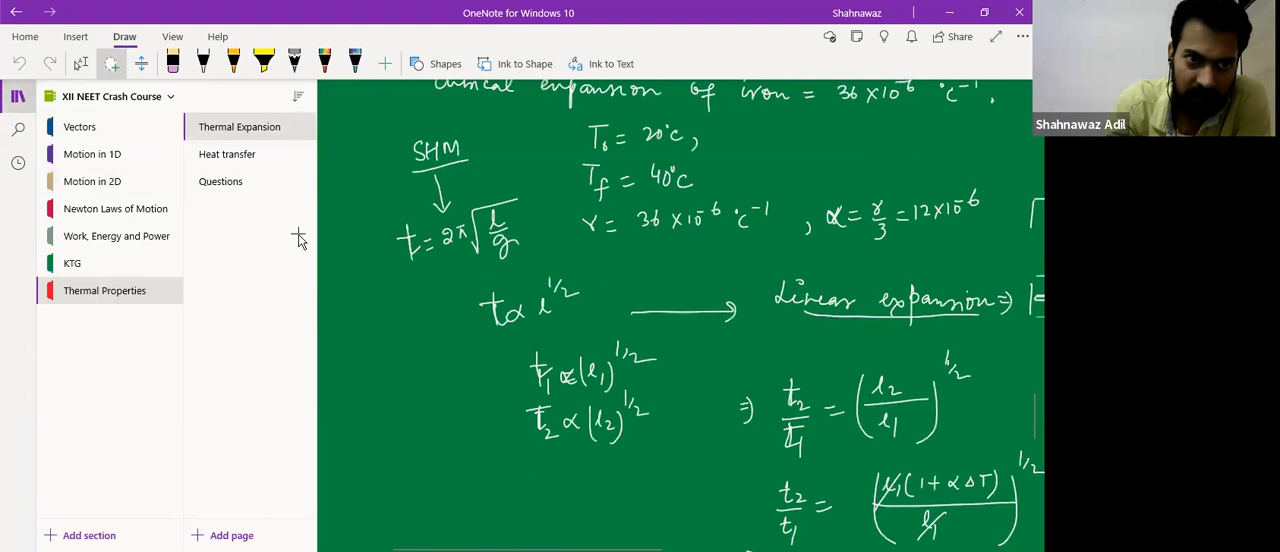 OneNote for Windows 10
Shahnawaz
Home Insert Draw View Help
Share
Shapes Ink to Shape Ink to Text
XII NEET Crash Course
Vectors
Motion in 1D
Motion in 2D
Newton Laws of Motion
Work, Energy and Power
KTG
Thermal Properties
Thermal Expansion
Heat transfer
Questions
Add section
Add page
Shahnawaz Adil
expansion of iron = 36 × 10⁻⁶ °C⁻¹.
SHM
T₀ = 20°C,
T_f = 40°C
t = 2π√(l/g)
γ = 36 × 10⁻⁶ °C⁻¹, α = γ/3 = 12 × 10⁻⁶
t ∝ l^1/2 → Linear expansion ⇒
t₁ ∝ (l₁)^1/2
t₂ ∝ (l₂)^1/2
⇒ t₂/t₁ = (l₂/l₁)^1/2
t₂/t₁ = (l₁(1 + αΔT)/l₁)^1/2